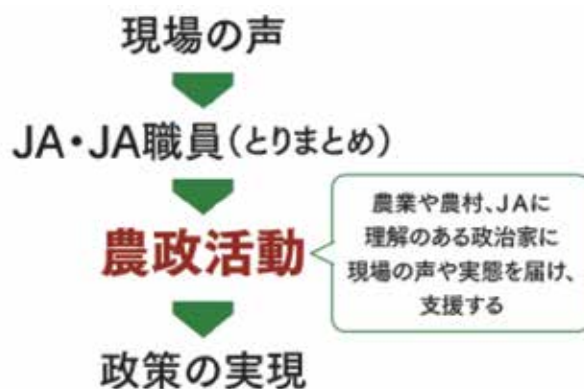 現場の声
JA・JA職員(とりまとめ)
農政活動
農業や農村、JAに
理解のある政治家に
現場の声や実態を届け、
支援する
政策の実現